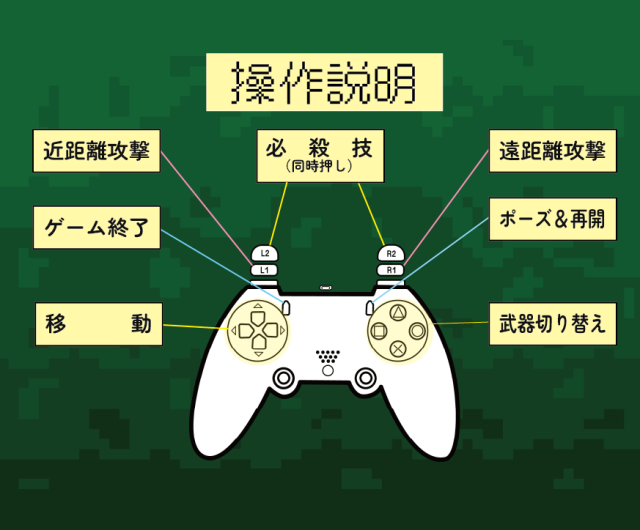 操作説明
近距離攻撃
必殺技
(同時押し)
遠距離攻撃
ゲーム終了
ポーズ&再開
L2
R2
L1
R1
移動
武器切り替え